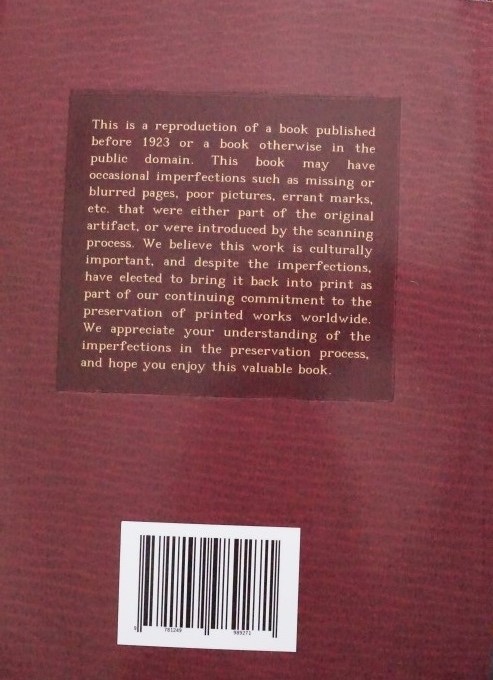 This is a reproduction of a book published
before 1923 or a book otherwise in the
public domain. This book may have
occasional imperfections such as missing or
blurred pages, poor pictures, errant marks,
etc. that were either part of the original
artifact, or were introduced by the scanning
process. We believe this work is culturally
important, and despite the imperfections,
have elected to bring it back into print as
part of our continuing commitment to the
preservation of printed works worldwide.
We appreciate your understanding of the
imperfections in the preservation process,
and hope you enjoy this valuable book.
9 781249 989271